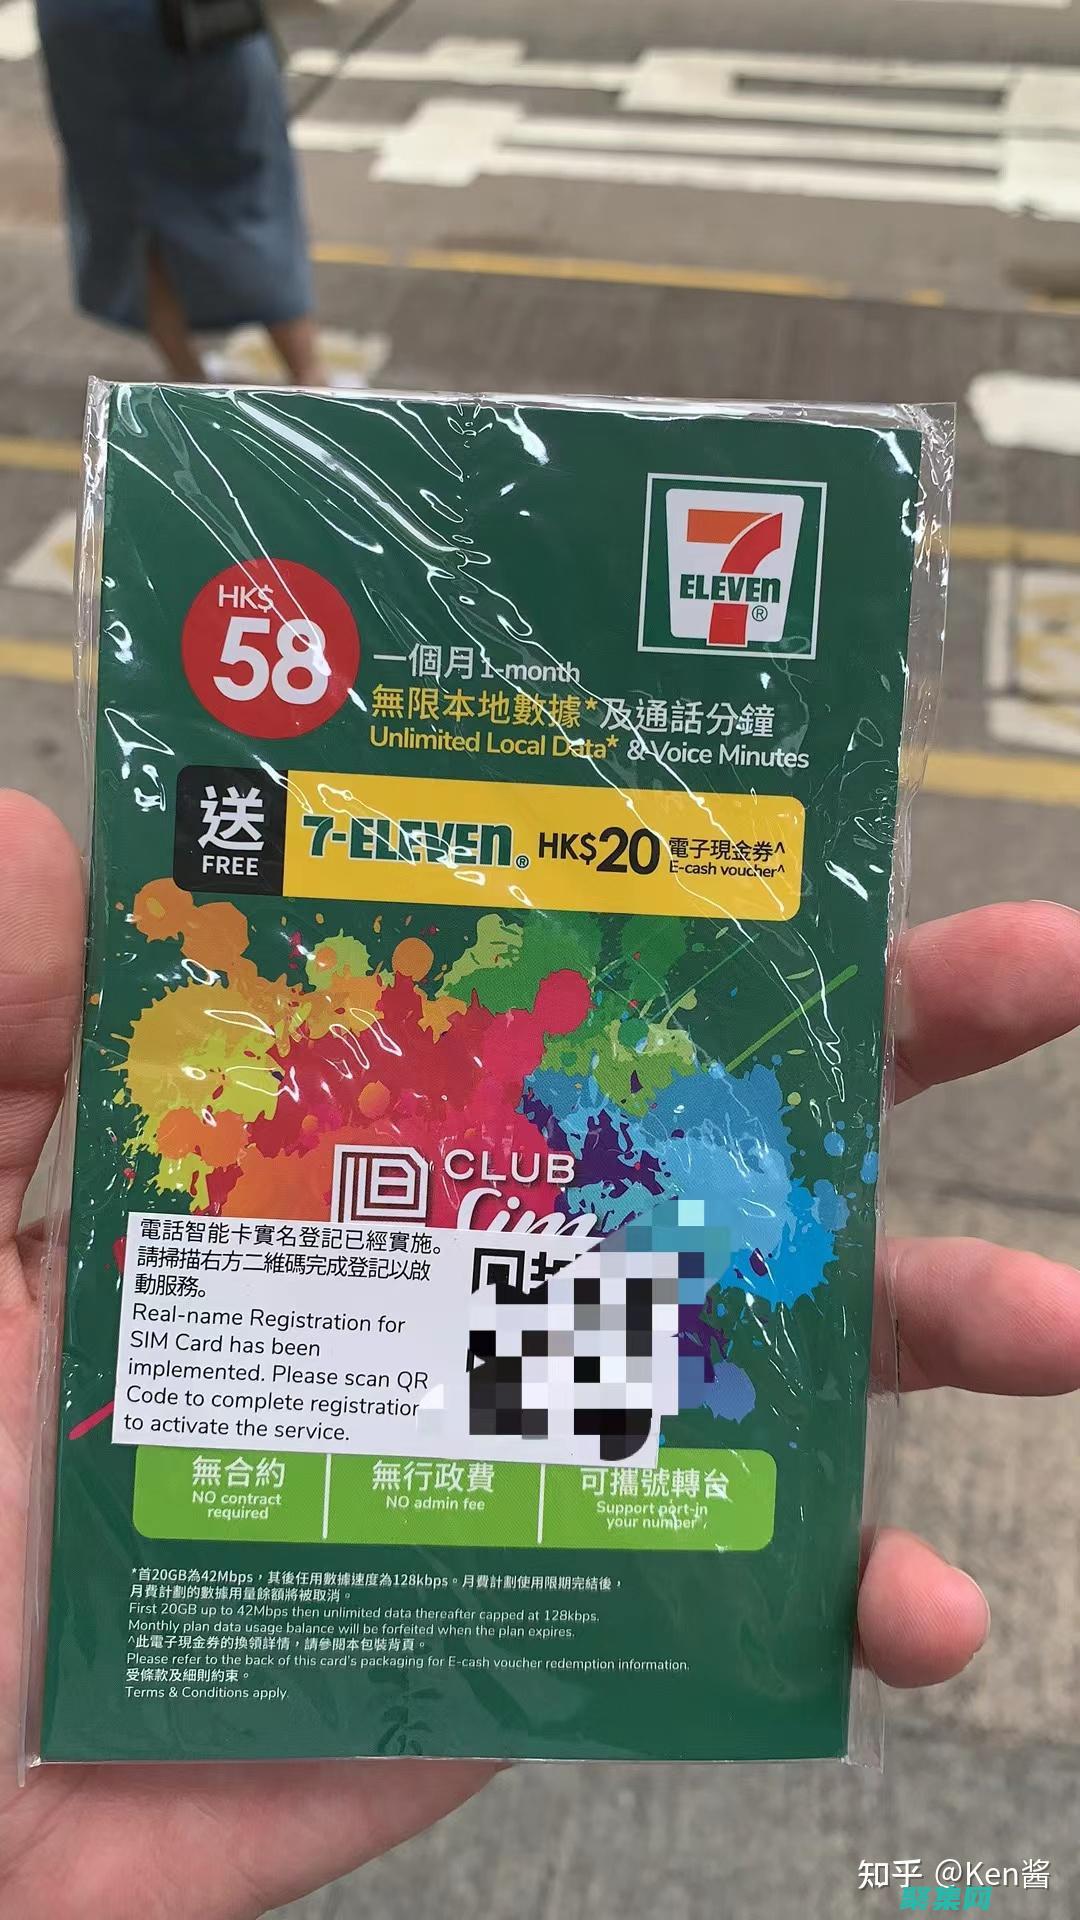 7
ELEVEN
®
HK$
58
一個月 1-month
無限本地數據*及通話分鐘
Unlimited Local Data* & Voice Minutes
送
FREE
7-ELEVEN® HK$20 電子現金券^
E-cash voucher^
CLUB
Sim
電話智能卡實名登記已經實施。
請掃描右方二維碼完成登記以啟
動服務。
Real-name Registration for
SIM Card has been
implemented. Please scan QR
Code to complete registration
to activate the service.
無合約
NO contract
required
無行政費
NO admin fee
可攜號轉台
Support port-in
your number
*首20GB為42Mbps，其後任用數據速度為128kbps。月費計劃使用限期完結後，
月費計劃的數據用量餘額將被取消。
First 20GB up to 42Mbps then unlimited data thereafter capped at 128kbps.
Monthly plan data usage balance will be forfeited when the plan expires.
^此電子現金券的換領詳情，請參閱本包裝背頁。
Please refer to the back of this card's packaging for E-cash voucher redemption information.
受條款及細則約束。
Terms & Conditions apply.
知乎 @Ken酱
聚集网